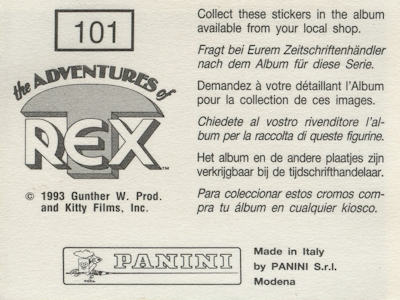 101
the ADVENTURES of
T
REX™
© 1993 Gunther W. Prod.
and Kitty Films, Inc.
Collect these stickers in the album
available from your local shop.
Fragt bei Eurem Zeitschriftenhändler
nach dem Album für diese Serie.
Demandez à votre détaillant l'Album
pour la collection de ces images.
Chiedete al vostro rivenditore l'al-
bum per la raccolta di queste figurine.
Het album en de andere plaatjes zijn
verkrijgbaar bij de tijdschrifthandelaar.
Para coleccionar estos cromos com-
pra tu álbum en cualquier kiosco.
PANINI
Made in Italy
by PANINI S.r.l.
Modena